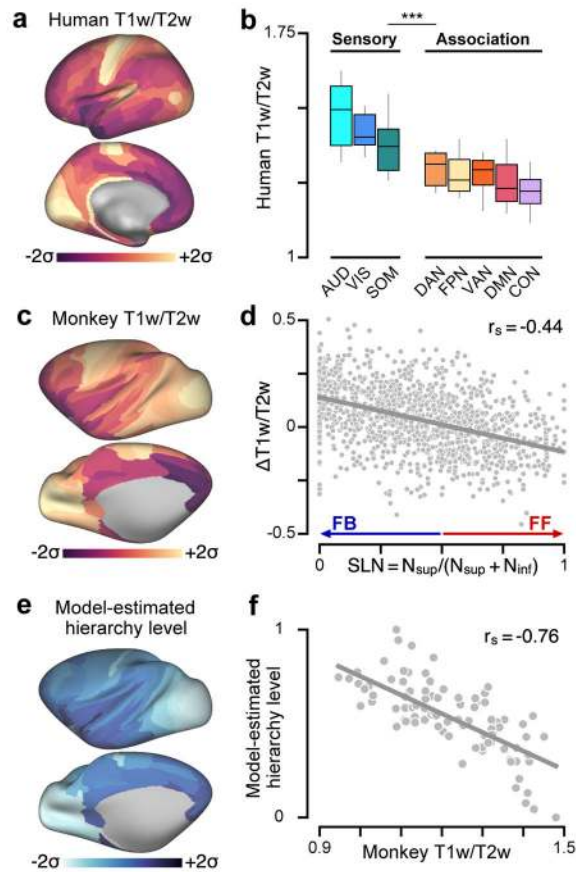 a
Human T1w/T2w
-2σ
+2σ
b
***
Sensory
Association
Human T1w/T2w
1.75
1
AUD
VIS
SOM
DAN
FPN
VAN
DMN
CON
c
Monkey T1w/T2w
-2σ
+2σ
d
rₛ=-0.44
ΔT1w/T2w
0.5
0
-0.5
FB
FF
0
1
SLN=Nsup/(Nsup+Ninf)
e
Model-estimated
hierarchy level
-2σ
+2σ
f
rₛ=-0.76
Model-estimated
hierarchy level
1
0
0.9
1.5
Monkey T1w/T2w